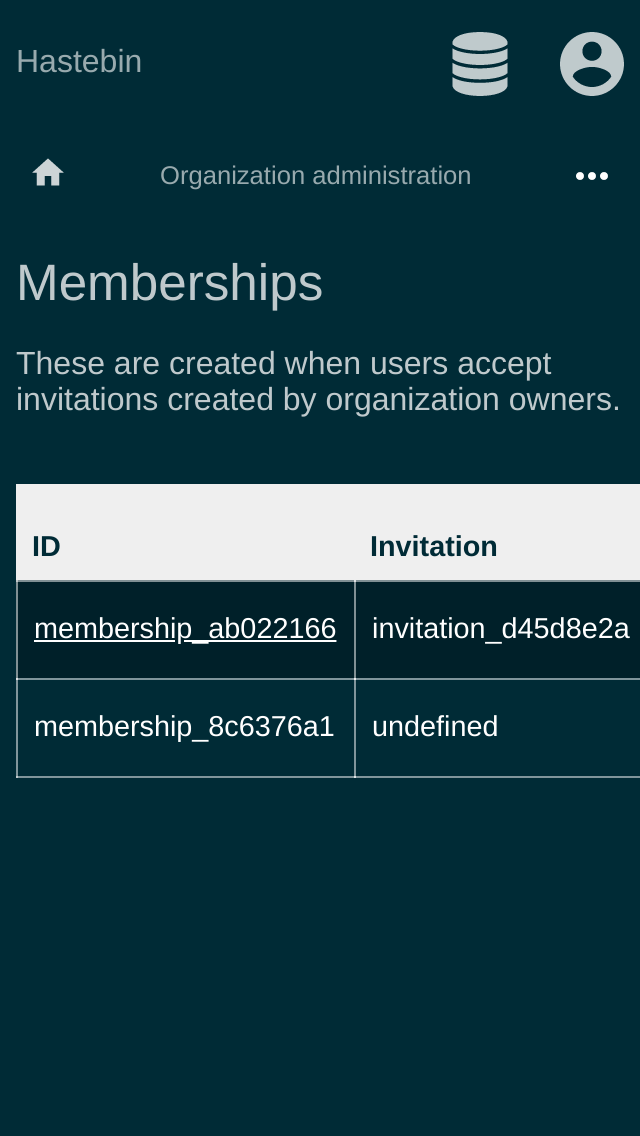 Hastebin
Organization administration
Memberships
These are created when users accept
invitations created by organization owners.
ID Invitation
membership_ab022166 invitation_d45d8e2a
membership_8c6376a1 undefined